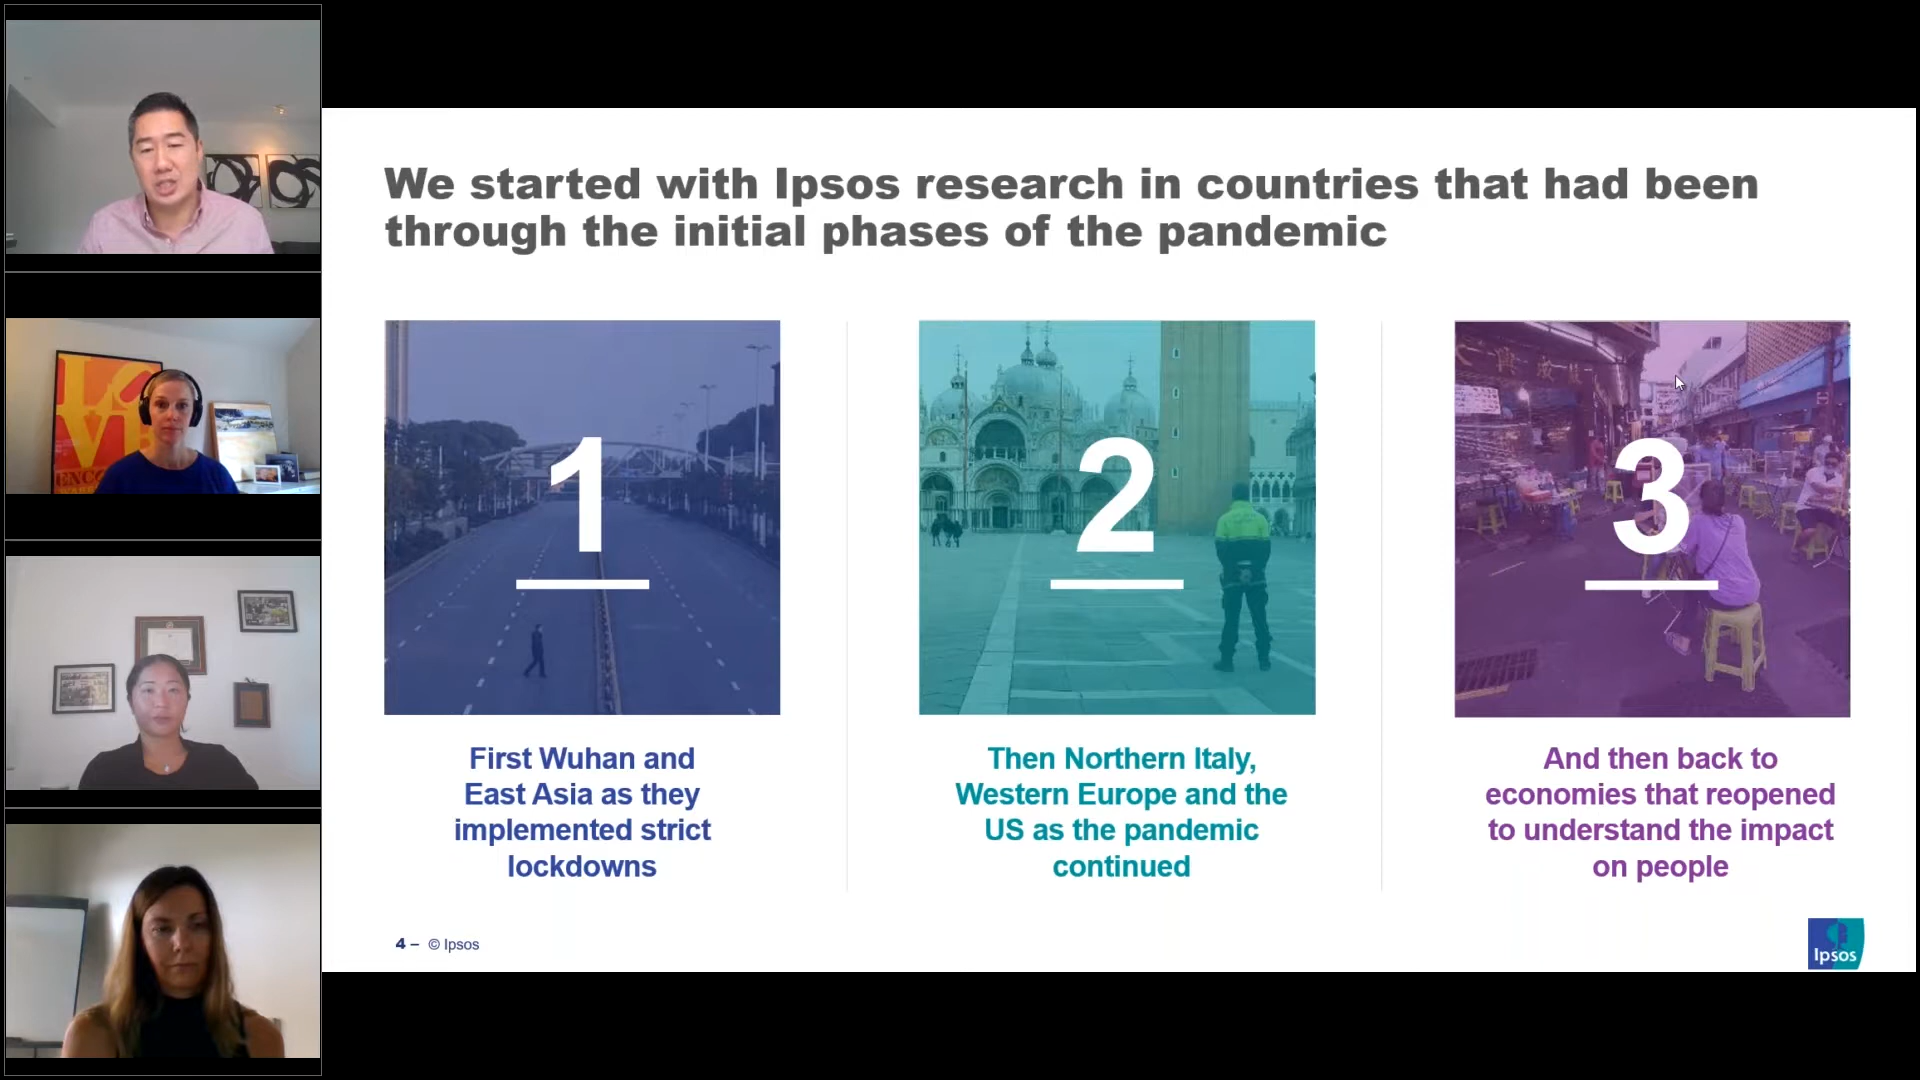 We started with Ipsos research in countries that had been
through the initial phases of the pandemic
1
2
3
First Wuhan and
East Asia as they
implemented strict
lockdowns
Then Northern Italy,
Western Europe and the
US as the pandemic
continued
And then back to
economies that reopened
to understand the impact
on people
4 – © Ipsos
Ipsos